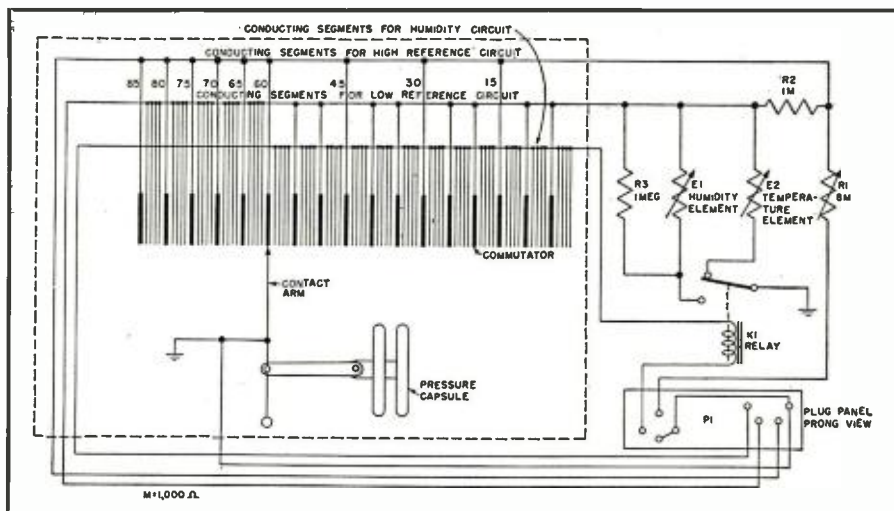 CONDUCTING SEGMENTS FOR HUMIDITY CIRCUIT
CONDUCTING SEGMENTS FOR HIGH REFERENCE CIRCUIT
85 80 75 70 65 60 45 30 15
CONDUCTING SEGMENTS FOR LOW REFERENCE CIRCUIT
R2
1M
R3
1 MEG
E1
HUMIDITY
ELEMENT
E2
TEMPERA-
TURE
ELEMENT
R1
8M
COMMUTATOR
CONTACT
ARM
K1
RELAY
PRESSURE
CAPSULE
P1
PLUG PANEL
PRONG VIEW
M=1,000 Ω